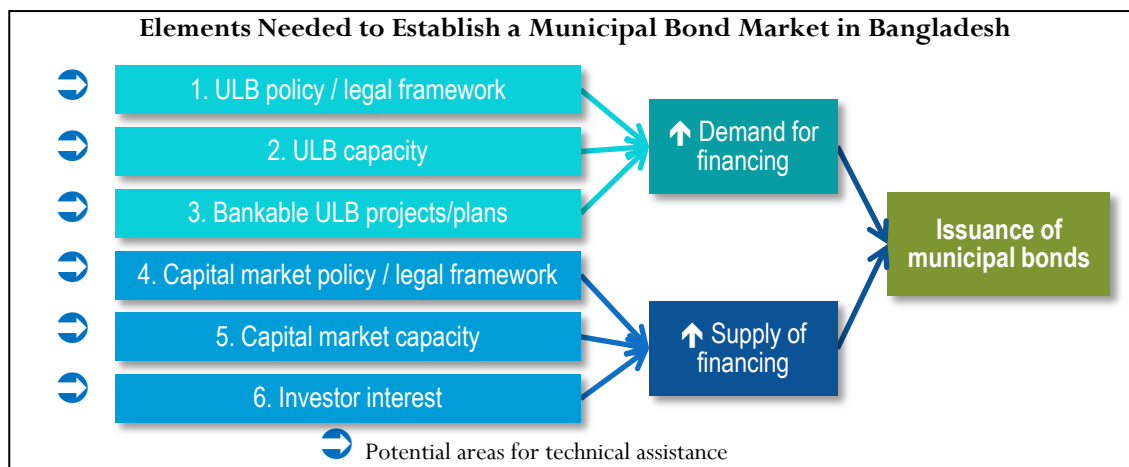 Elements Needed to Establish a Municipal Bond Market in Bangladesh
1. ULB policy / legal framework
2. ULB capacity
3. Bankable ULB projects/plans
4. Capital market policy / legal framework
5. Capital market capacity
6. Investor interest
Demand for
financing
Supply of
financing
Issuance of
municipal bonds
Potential areas for technical assistance